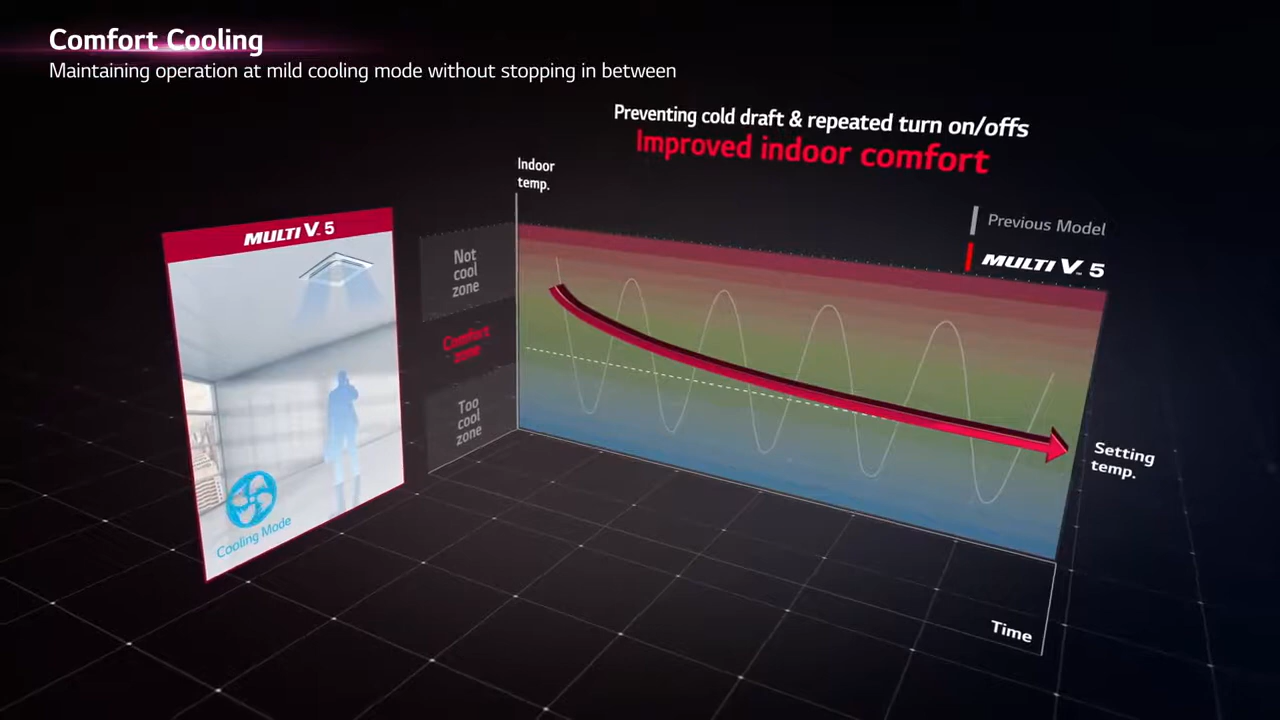 Comfort Cooling
Maintaining operation at mild cooling mode without stopping in between
Preventing cold draft & repeated turn on/offs
Improved indoor comfort
Indoor
temp.
Previous Model
MULTI V™ 5
MULTI V™ 5
Not
cool
zone
Comfort
zone
Too
cool
zone
Setting
temp.
Cooling Mode
Time